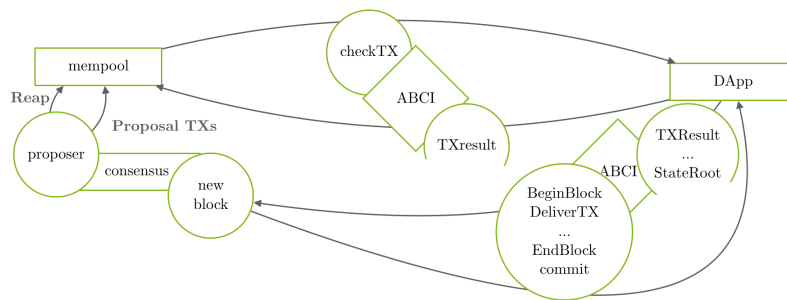 checkTX
mempool
DApp
ABCI
Reap
Proposal TXs
TXResult
...
StateRoot
TXresult
proposer
consensus
ABCI
new
block
BeginBlock
DeliverTX
...
EndBlock
commit